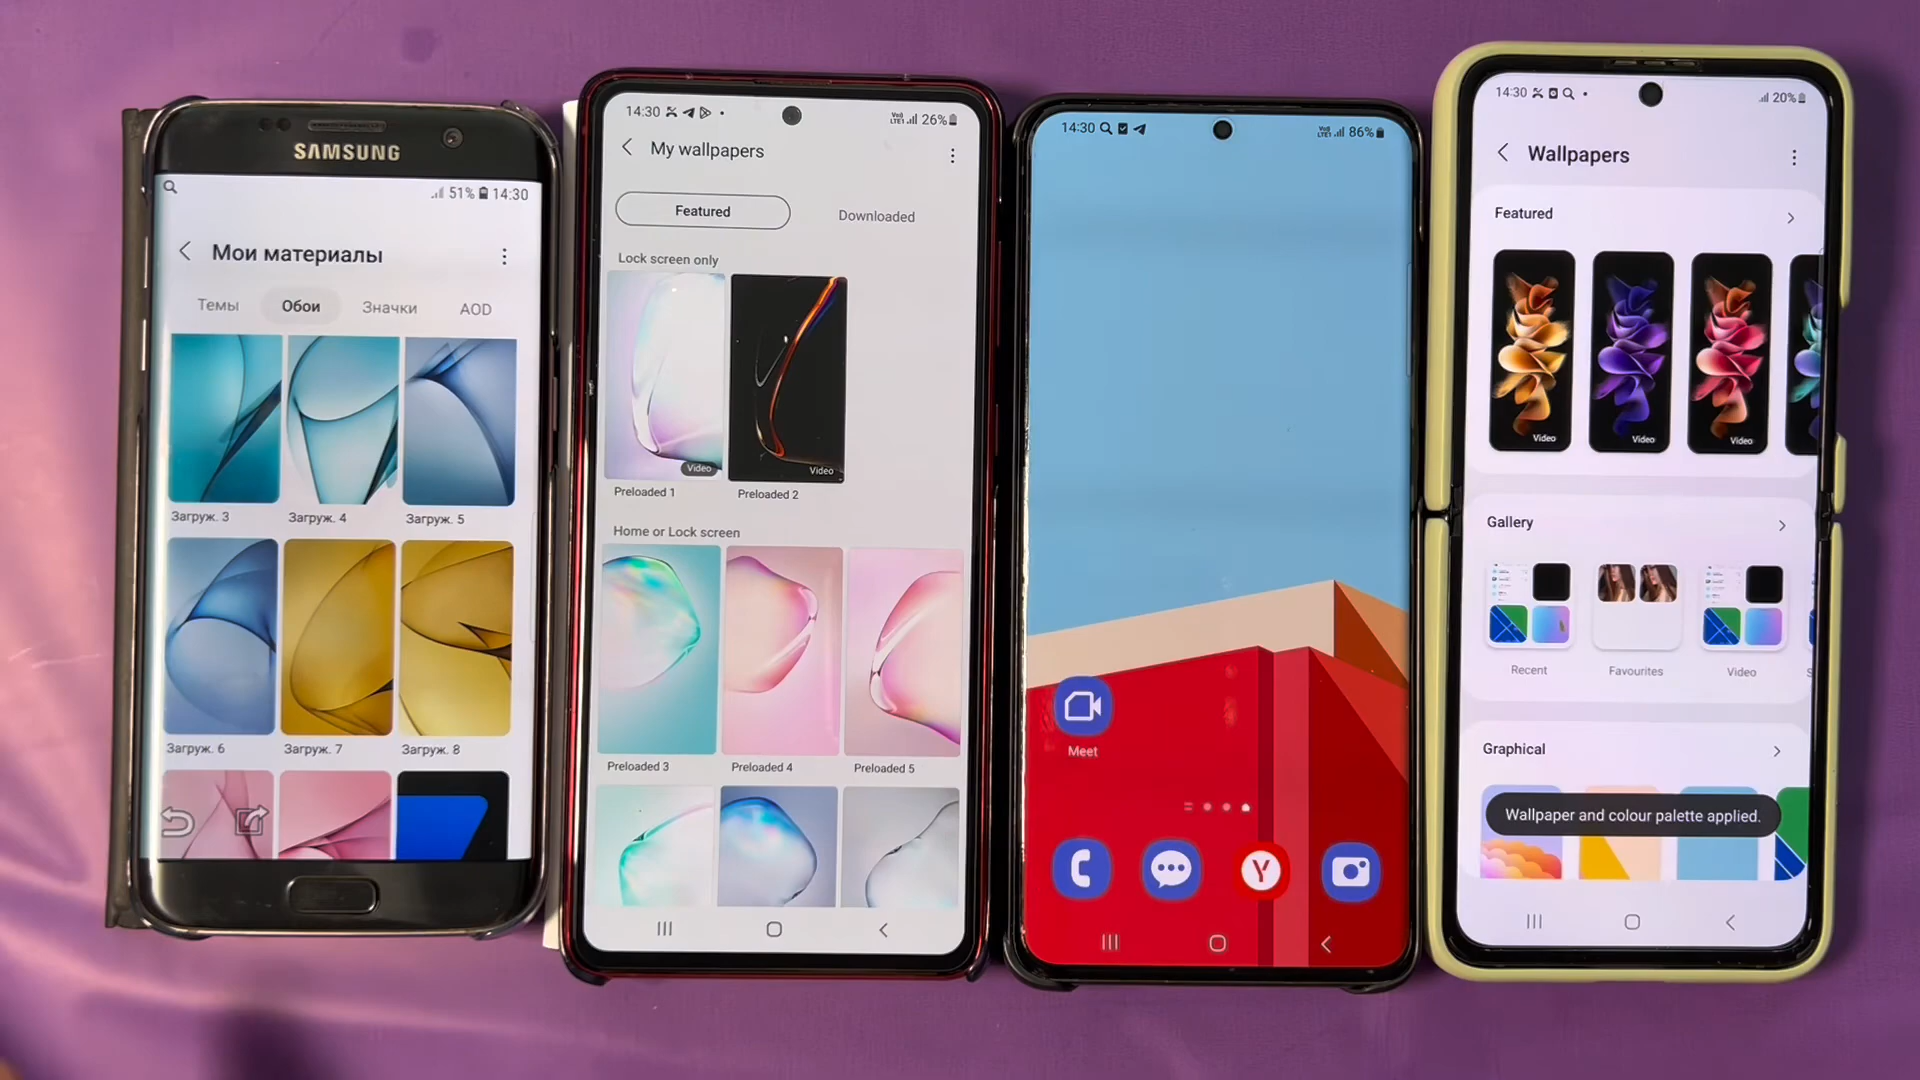 SAMSUNG
51% 14:30
Мои материалы
Темы Обои Значки AOD
Загруж. 3 Загруж. 4 Загруж. 5
Загруж. 6 Загруж. 7 Загруж. 8
14:30 26%
My wallpapers
Featured Downloaded
Lock screen only
Video Video
Preloaded 1 Preloaded 2
Home or Lock screen
Preloaded 3 Preloaded 4 Preloaded 5
14:30 86%
Meet
Y
14:30 20%
Wallpapers
Featured
Video Video Video
Gallery
Recent Favourites Video
Graphical
Wallpaper and colour palette applied.